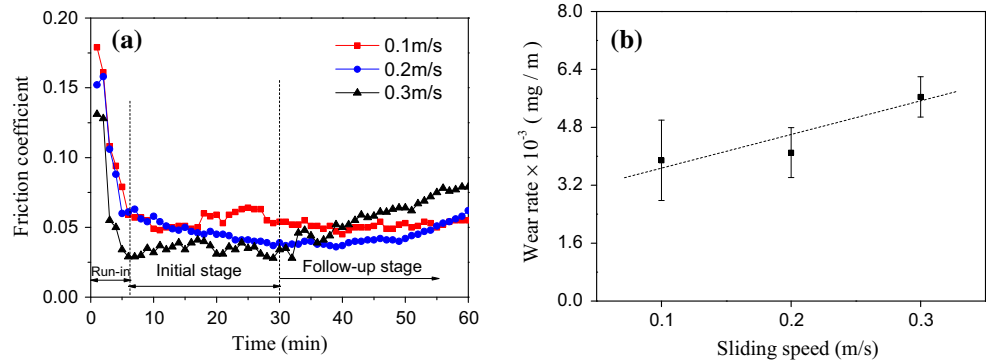 (a)
0.1m/s
0.2m/s
0.3m/s
Friction coefficient
0.20
0.15
0.10
0.05
0.00
Run-in
Initial stage
Follow-up stage
0 10 20 30 40 50 60
Time (min)
(b)
Wear rate × 10⁻³ ( mg / m )
8.0
6.4
4.8
3.2
1.6
0.0
0.1 0.2 0.3
Sliding speed (m/s)